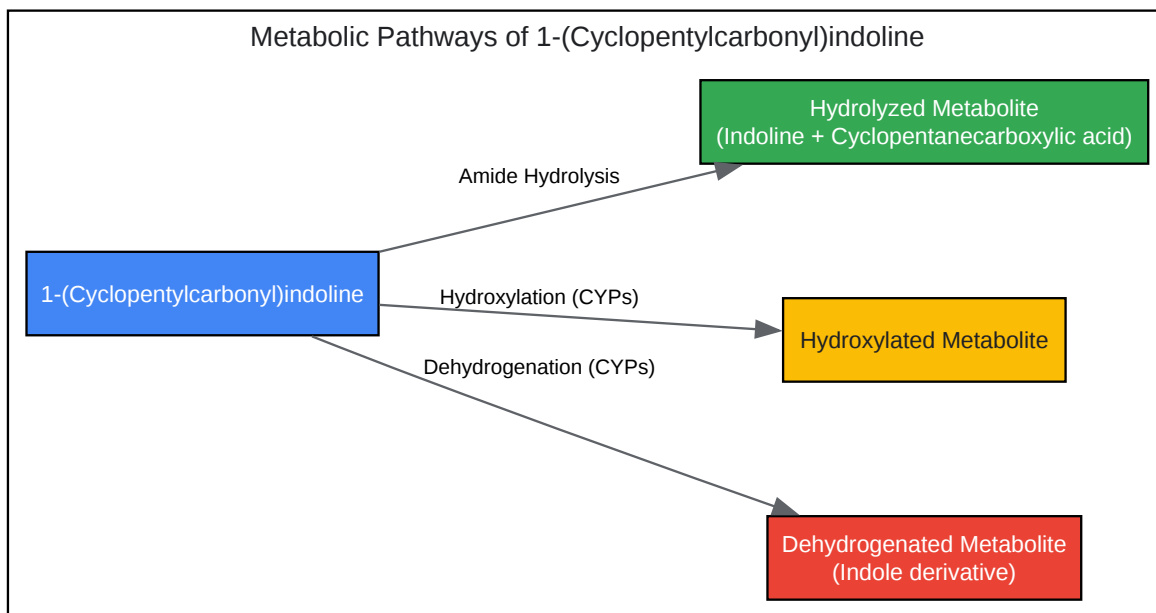 Metabolic Pathways of 1-(Cyclopentylcarbonyl)indoline
Hydrolyzed Metabolite
(Indoline + Cyclopentanecarboxylic acid)
Amide Hydrolysis
1-(Cyclopentylcarbonyl)indoline
Hydroxylation (CYPs)
Hydroxylated Metabolite
Dehydrogenation (CYPs)
Dehydrogenated Metabolite
(Indole derivative)